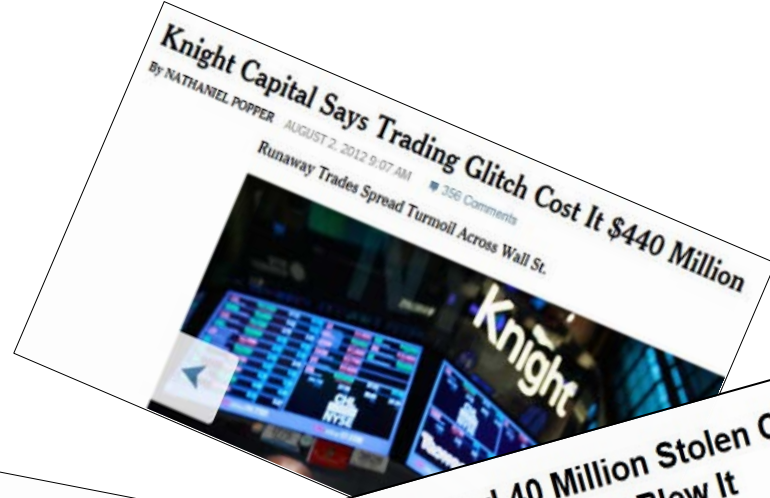 Knight Capital Says Trading Glitch Cost It $440 Million
By NATHANIEL POPPER AUGUST 2, 2012 9:07 AM 356 Comments
Runaway Trades Spread Turmoil Across Wall St.
Knight
NYSE
40 Million Stolen
Blow It